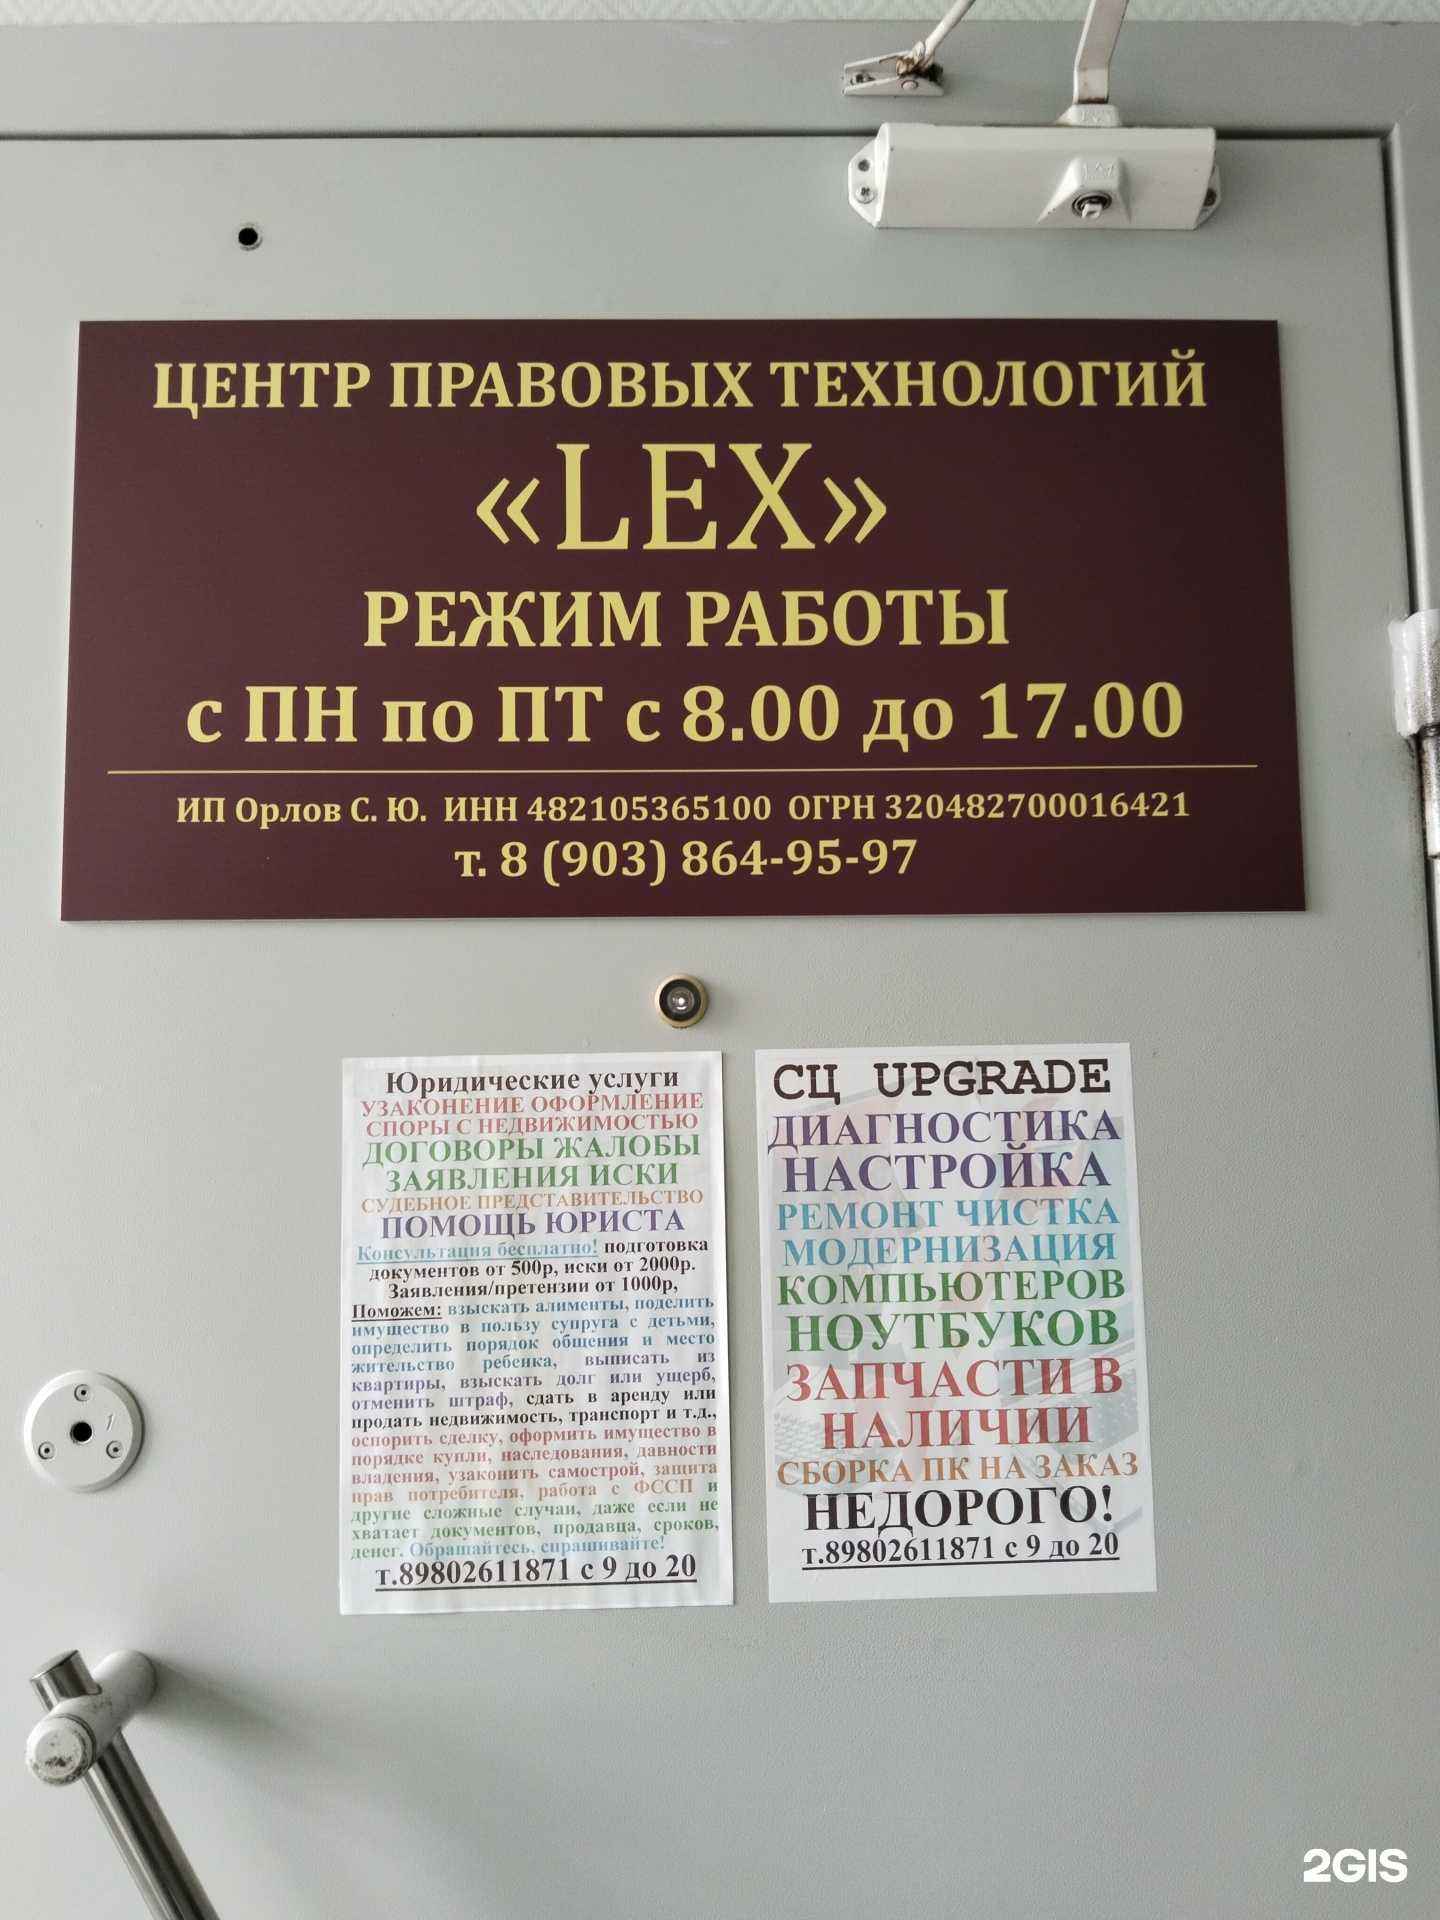 ЦЕНТР ПРАВОВЫХ ТЕХНОЛОГИЙ
«LEX»
РЕЖИМ РАБОТЫ
с ПН по ПТ с 8.00 до 17.00
ИП Орлов С. Ю. ИНН 482105365100 ОГРН 320482700016421
т. 8 (903) 864-95-97
Юридические услуги
УЗАКОНЕНИЕ ОФОРМЛЕНИЕ
СПОРЫ С НЕДВИЖИМОСТЬЮ
ДОГОВОРЫ ЖАЛОБЫ
ЗАЯВЛЕНИЯ ИСКИ
СУДЕБНОЕ ПРЕДСТАВИТЕЛЬСТВО
ПОМОЩЬ ЮРИСТА
Консультация бесплатно! подготовка
документов от 500р, иски от 2000р.
Заявления/претензии от 1000р,
Поможем: взыскать алименты, поделить
имущество в пользу супруга с детьми,
определить порядок общения и место
жительство ребенка, выписать из
квартиры, взыскать долг или ущерб,
отменить штраф, сдать в аренду или
продать недвижимость, транспорт и т.д.,
оспорить сделку, оформить имущество в
порядке купли, наследования, давности
владения, узаконить самострой, защита
прав потребителя, работа с ФССП и
другие сложные случаи, даже если не
хватает документов, продавца, сроков,
денег. Обращайтесь, спрашивайте!
т.89802611871 с 9 до 20
СЦ UPGRADE
ДИАГНОСТИКА
НАСТРОЙКА
РЕМОНТ ЧИСТКА
МОДЕРНИЗАЦИЯ
КОМПЬЮТЕРОВ
НОУТБУКОВ
ЗАПЧАСТИ В
НАЛИЧИИ
СБОРКА ПК НА ЗАКАЗ
НЕДОРОГО!
т.89802611871 с 9 до 20
1
2GIS